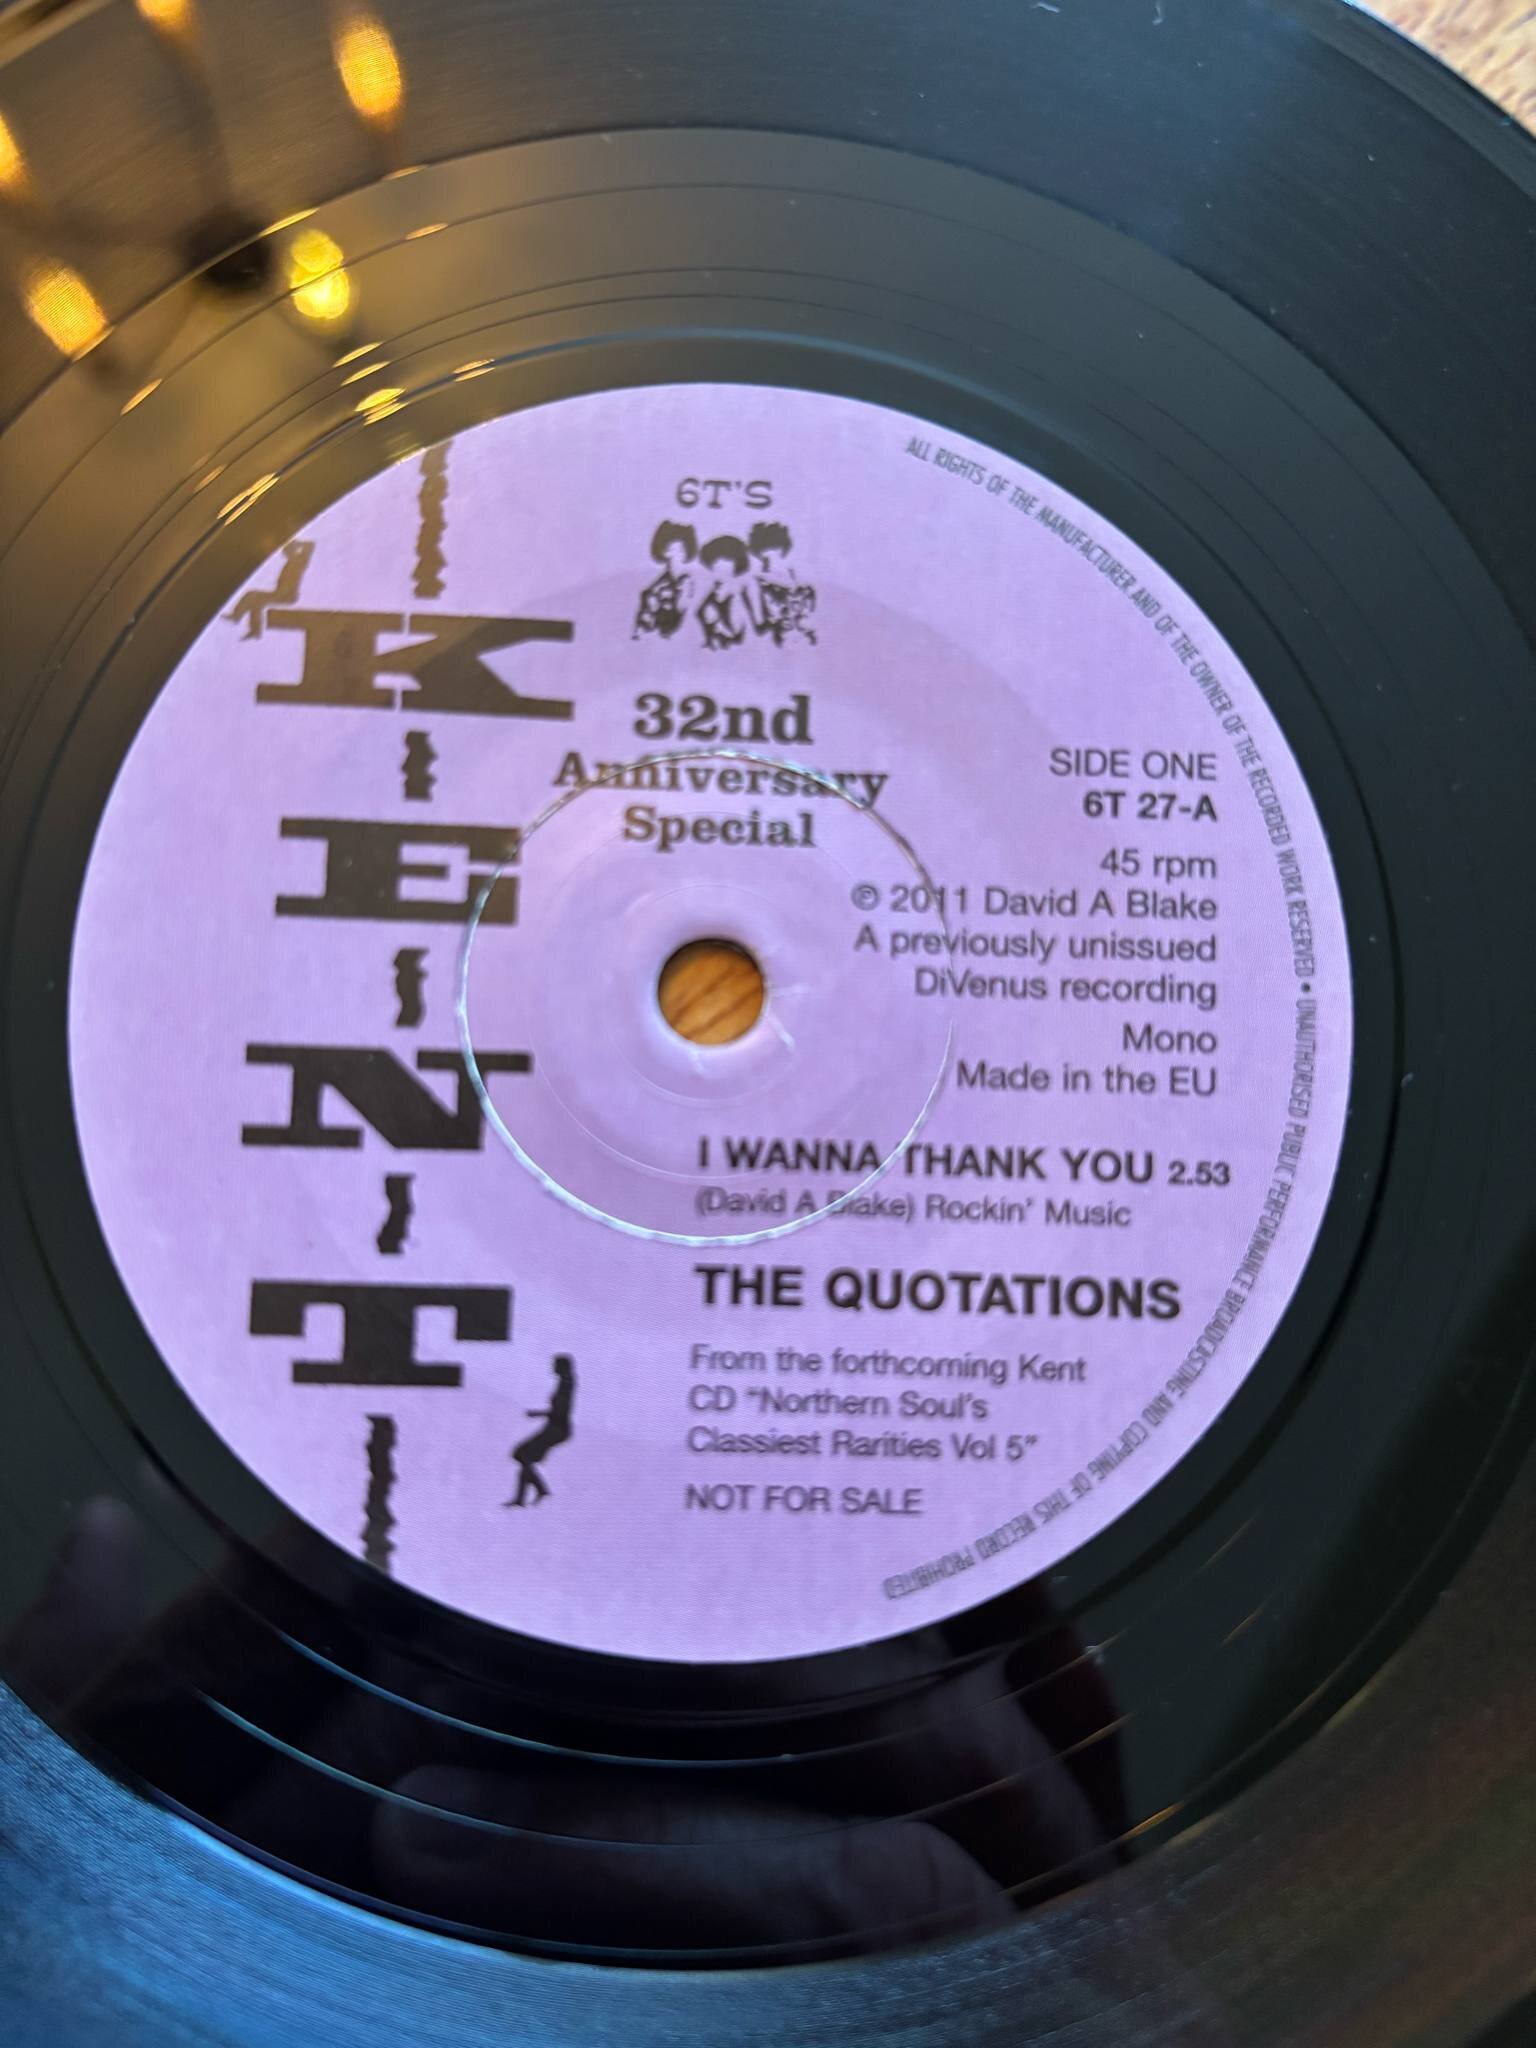 6T'S
32nd
Anniversary
Special
KENT
SIDE ONE
6T 27-A
45 rpm
℗ 2011 David A Blake
A previously unissued
DiVenus recording
Mono
Made in the EU
I WANNA THANK YOU 2.53
(David A Blake) Rockin' Music
THE QUOTATIONS
From the forthcoming Kent
CD "Northern Soul's
Classiest Rarities Vol 5"
NOT FOR SALE
ALL RIGHTS OF THE MANUFACTURER AND OF THE OWNER OF THE RECORDED WORK RESERVED • UNAUTHORISED PUBLIC PERFORMANCE BROADCASTING AND COPYING OF THIS RECORD PROHIBITED